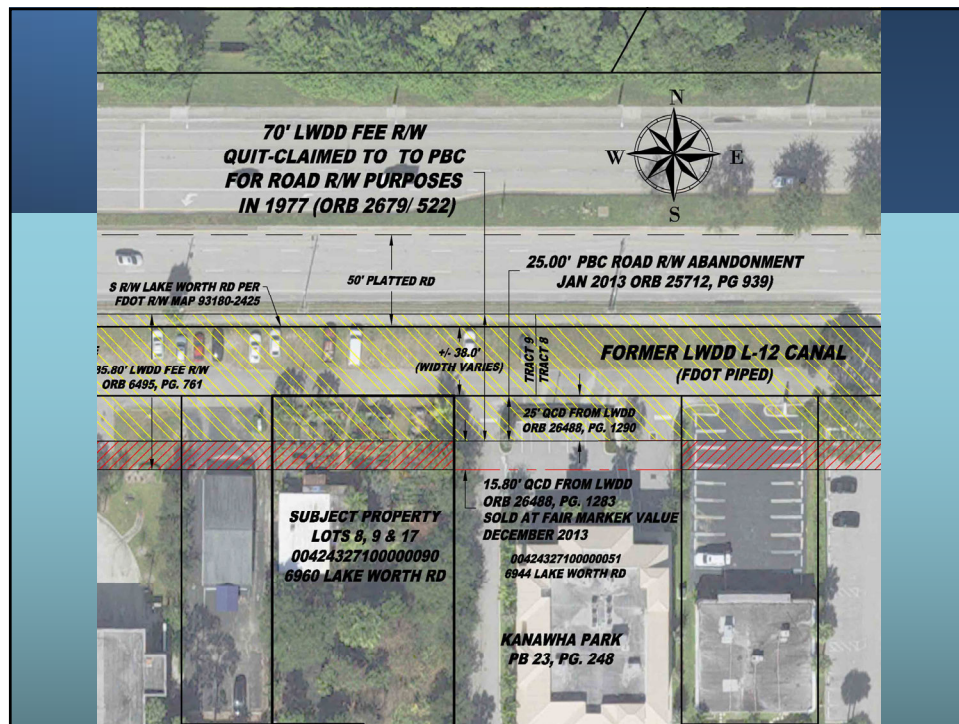 N
W
E
S
70' LWDD FEE R/W
QUIT-CLAIMED TO TO PBC
FOR ROAD R/W PURPOSES
IN 1977 (ORB 2679/ 522)
25.00' PBC ROAD R/W ABANDONMENT
JAN 2013 ORB 25712, PG 939)
50' PLATTED RD
S R/W LAKE WORTH RD PER
FDOT R/W MAP 93180-2425
+/- 38.0'
(WIDTH VARIES)
TRACT 9
TRACT 8
FORMER LWDD L-12 CANAL
(FDOT PIPED)
35.80' LWDD FEE R/W
ORB 6495, PG. 761
25' QCD FROM LWDD
ORB 26488, PG. 1290
15.80' QCD FROM LWDD
ORB 26488, PG. 1283
SOLD AT FAIR MARKEK VALUE
DECEMBER 2013
SUBJECT PROPERTY
LOTS 8, 9 & 17
00424327100000090
6960 LAKE WORTH RD
00424327100000051
6944 LAKE WORTH RD
KANAWHA PARK
PB 23, PG. 248